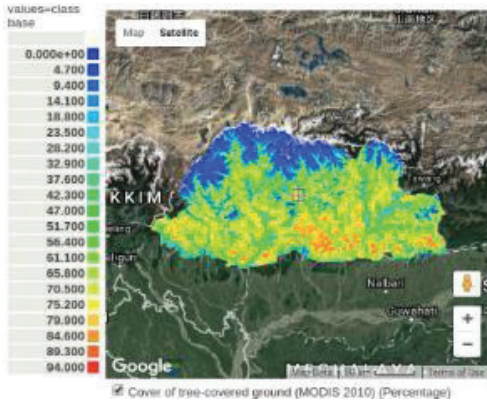 values=class
base
0.000e+00
4.700
9.400
14.100
18.800
23.500
28.200
32.900
37.600
42.300
47.000
51.700
56.400
61.100
65.800
70.500
75.200
79.900
84.600
89.300
94.000
Map Satellite
KKIM
Nalbari
Guwahati
Google
Terms of Use
Cover of tree-covered ground (MODIS 2010) (Percentage)